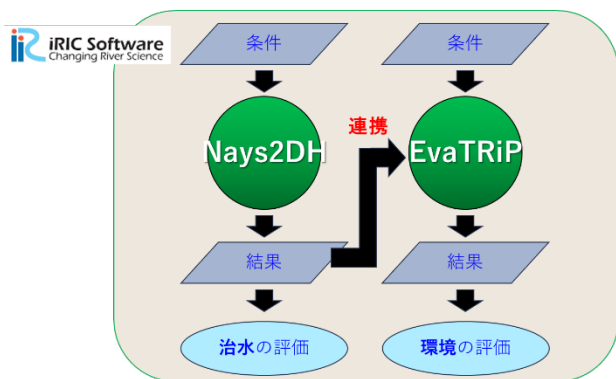 iRIC Software
Changing River Science
条件
条件
連携
Nays2DH
EvaTRiP
結果
結果
治水の評価
環境の評価